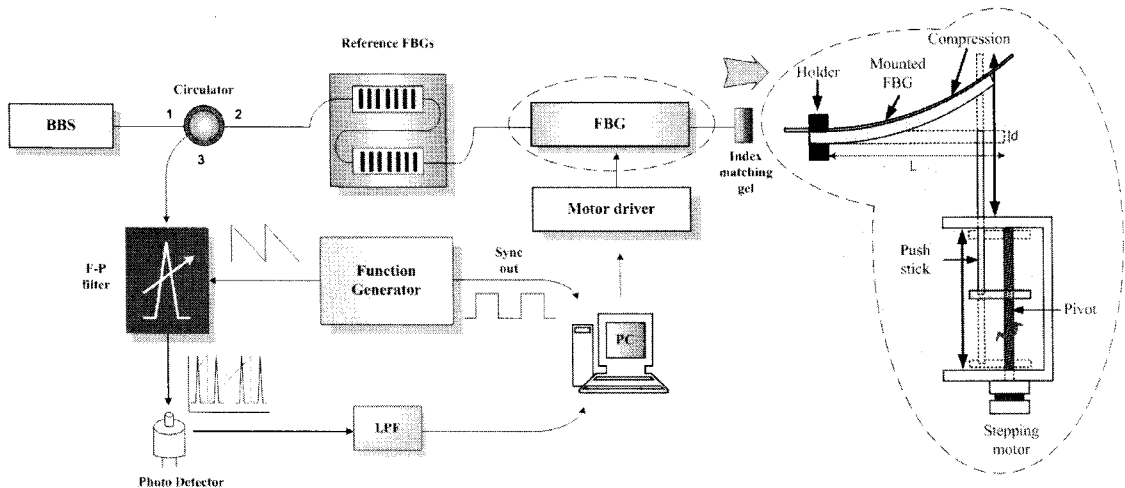 Reference FBGs
Circulator
BBS
1
2
3
FBG
Index
matching
gel
Motor driver
F-P
filter
Function
Generator
Sync
out
PC
LPF
Photo Detector
Holder
Mounted
FBG
Compression
d
L
Push
stick
Pivot
Stepping
motor